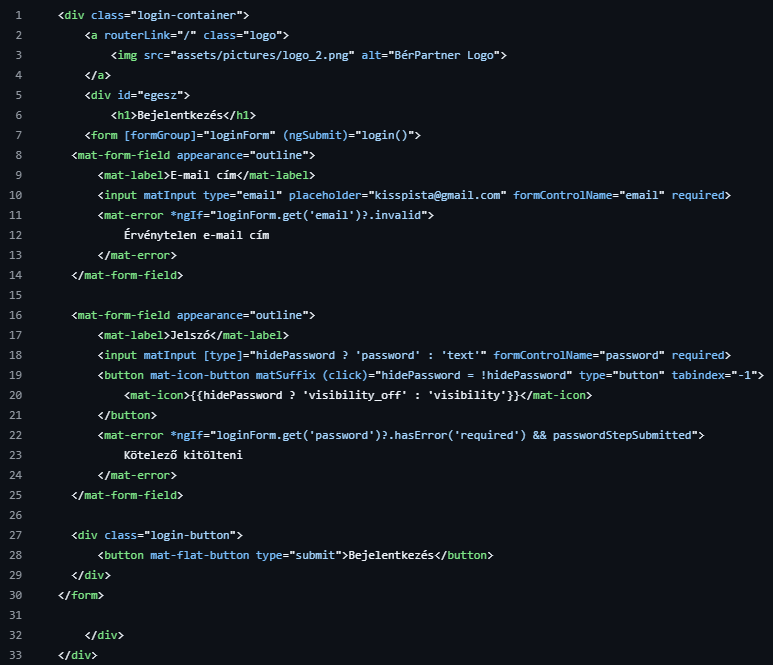 1 <div class="login-container">
2 <a routerLink="/" class="logo">
3 <img src="assets/pictures/logo_2.png" alt="BérPartner Logo">
4 </a>
5 <div id="egesz">
6 <h1>Bejelentkezés</h1>
7 <form [formGroup]="loginForm" (ngSubmit)="login()">
8 <mat-form-field appearance="outline">
9 <mat-label>E-mail cím</mat-label>
10 <input matInput type="email" placeholder="kisspista@gmail.com" formControlName="email" required>
11 <mat-error *ngIf="loginForm.get('email')?.invalid">
12 Érvénytelen e-mail cím
13 </mat-error>
14 </mat-form-field>
15
16 <mat-form-field appearance="outline">
17 <mat-label>Jelszó</mat-label>
18 <input matInput [type]="hidePassword ? 'password' : 'text'" formControlName="password" required>
19 <button mat-icon-button matSuffix (click)="hidePassword = !hidePassword" type="button" tabindex="-1">
20 <mat-icon>{{hidePassword ? 'visibility_off' : 'visibility'}}</mat-icon>
21 </button>
22 <mat-error *ngIf="loginForm.get('password')?.hasError('required') && passwordStepSubmitted">
23 Kötelező kitölteni
24 </mat-error>
25 </mat-form-field>
26
27 <div class="login-button">
28 <button mat-flat-button type="submit">Bejelentkezés</button>
29 </div>
30 </form>
31
32 </div>
33 </div>